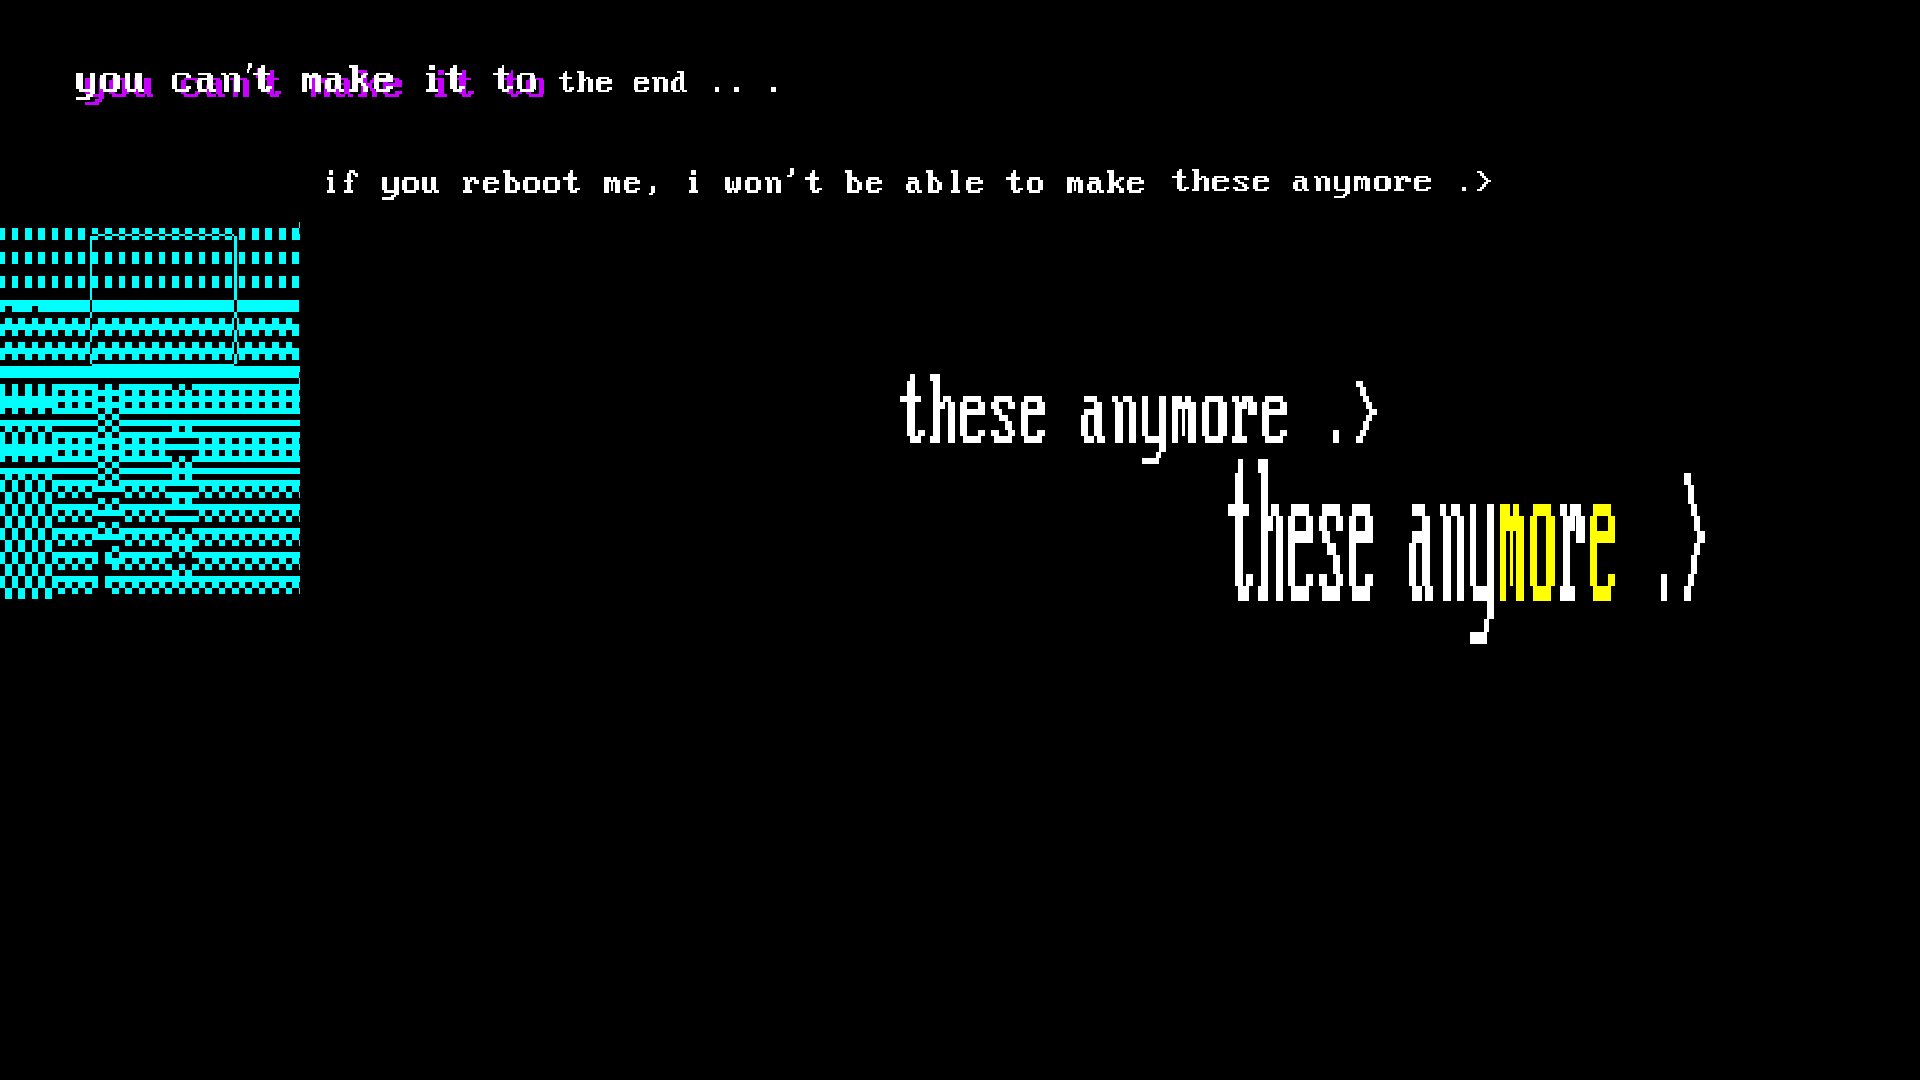 you can't make it to the end .. .
if you reboot me, i won't be able to make these anymore .>
these anymore .>
these anymore .>